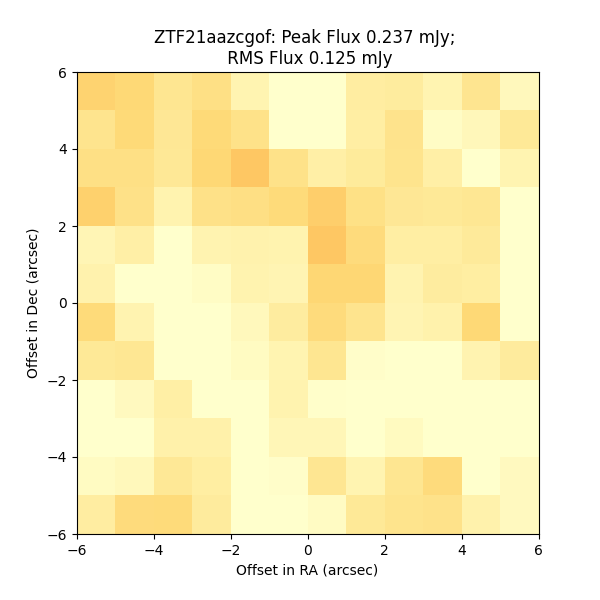 ZTF21aazcgof: Peak Flux 0.237 mJy;
RMS Flux 0.125 mJy
6
4
2
0
−2
−4
−6
Offset in Dec (arcsec)
−6 −4 −2 0 2 4 6
Offset in RA (arcsec)